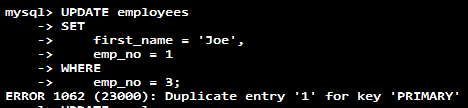 mysql> UPDATE employees
    -> SET
    ->     first_name = 'Joe',
    ->     emp_no = 1
    -> WHERE
    ->     emp_no = 3;
ERROR 1062 (23000): Duplicate entry '1' for key 'PRIMARY'